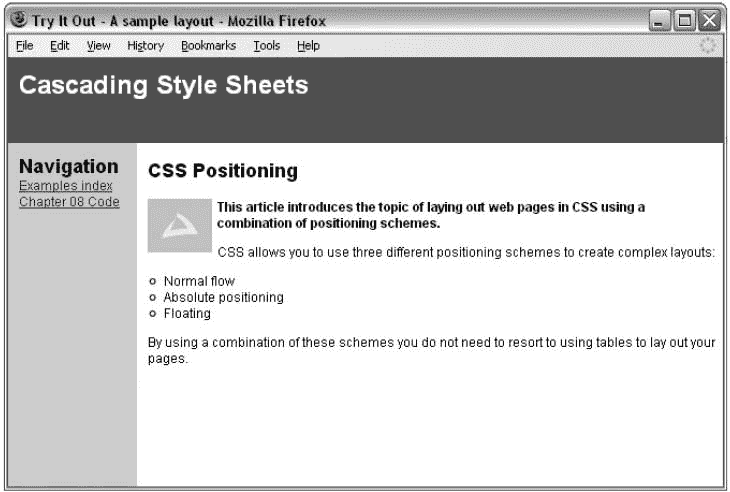 Try It Out - A sample layout - Mozilla Firefox
File Edit View History Bookmarks Tools Help
Cascading Style Sheets
Navigation
Examples index
Chapter 08 Code
CSS Positioning
This article introduces the topic of laying out web pages in CSS using a
combination of positioning schemes.
CSS allows you to use three different positioning schemes to create complex layouts:
Normal flow
Absolute positioning
Floating
By using a combination of these schemes you do not need to resort to using tables to lay out your
pages.